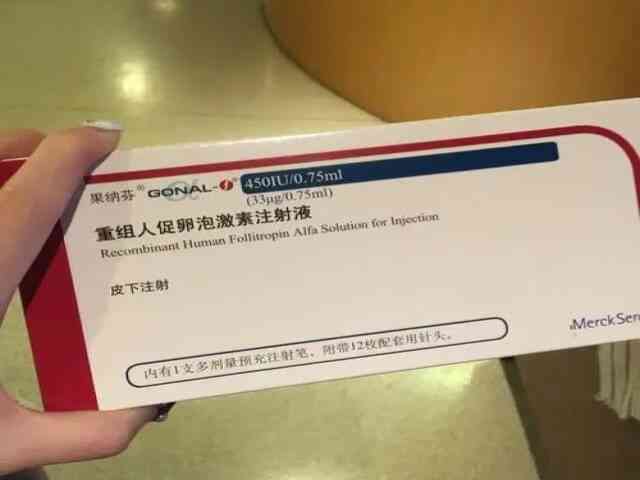 果纳芬® GONAL-f® 450IU/0.75ml
(33μg/0.75ml)
重组人促卵泡激素注射液
Recombinant Human Follitropin Alfa Solution for Injection
皮下注射
MerckSer
内有1支多剂量预充注射笔、附带12枚配套用针头。